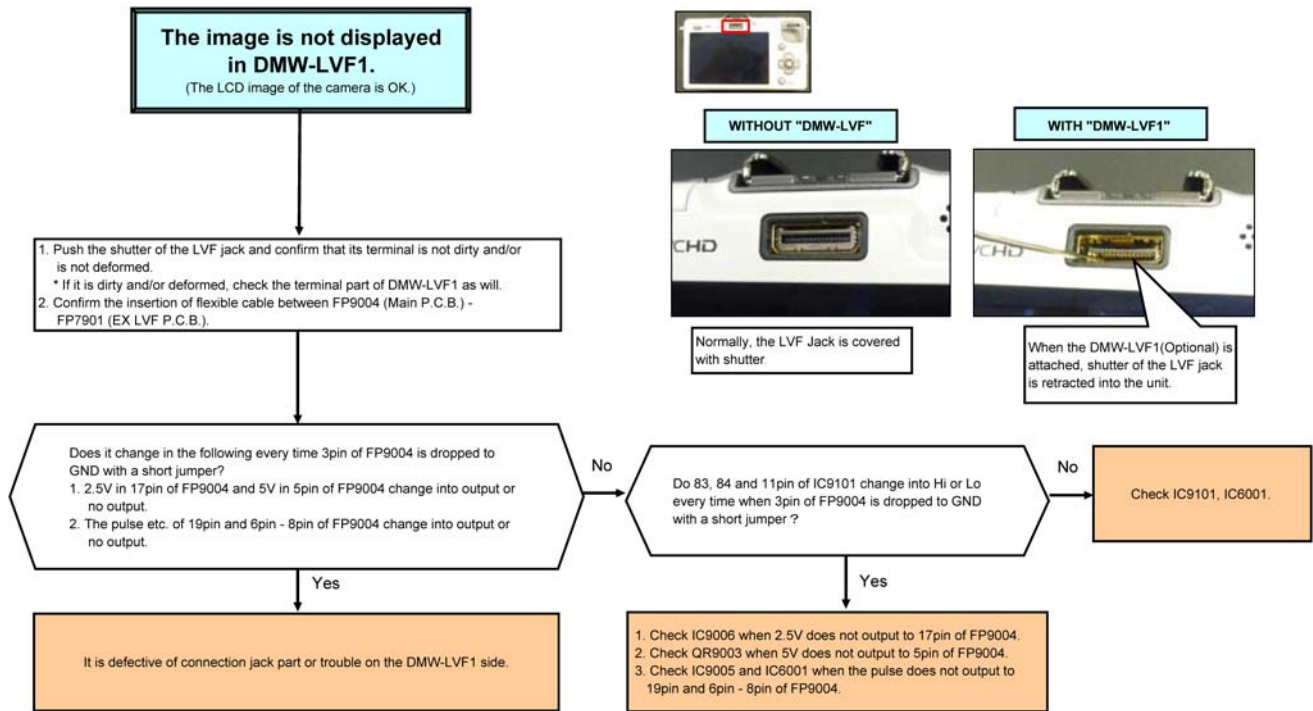 The image is not displayed
in DMW-LVF1.
(The LCD image of the camera is OK.)
WITHOUT "DMW-LVF"
WITH "DMW-LVF1"
VCHD
/CHD
1. Push the shutter of the LVF jack and confirm that its terminal is not dirty and/or
is not deformed.
* If it is dirty and/or deformed, check the terminal part of DMW-LVF1 as will.
2. Confirm the insertion of flexible cable between FP9004 (Main P.C.B.) -
FP7901 (EX LVF P.C.B.).
Normally, the LVF Jack is covered
with shutter
When the DMW-LVF1(Optional) is
attached, shutter of the LVF jack
is retracted into the unit.
Does it change in the following every time 3pin of FP9004 is dropped to
GND with a short jumper?
1. 2.5V in 17pin of FP9004 and 5V in 5pin of FP9004 change into output or
no output.
2. The pulse etc. of 19pin and 6pin - 8pin of FP9004 change into output or
no output.
No
Do 83, 84 and 11pin of IC9101 change into Hi or Lo
every time when 3pin of FP9004 is dropped to GND
with a short jumper ?
No
Check IC9101, IC6001.
Yes
Yes
It is defective of connection jack part or trouble on the DMW-LVF1 side.
1. Check IC9006 when 2.5V does not output to 17pin of FP9004.
2. Check QR9003 when 5V does not output to 5pin of FP9004.
3. Check IC9005 and IC6001 when the pulse does not output to
19pin and 6pin - 8pin of FP9004.